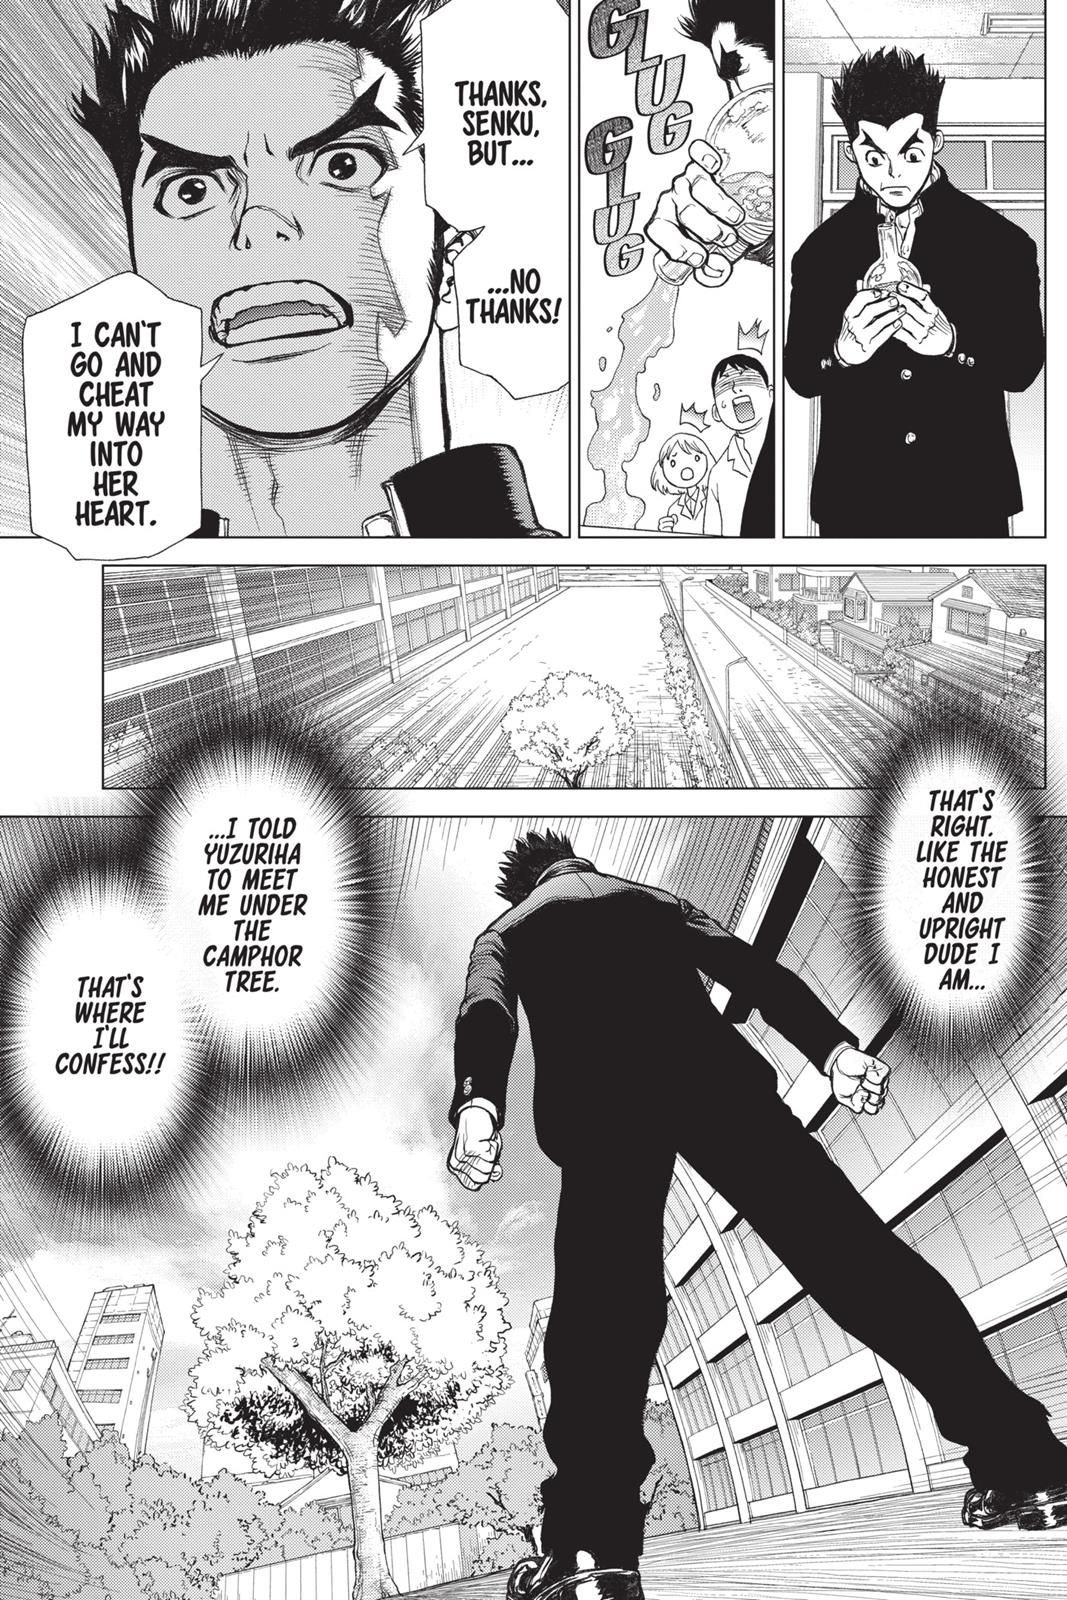 GLUG
GLUG
THANKS,
SENKU,
BUT...
...NO
THANKS!
I CAN'T
GO AND
CHEAT
MY WAY
INTO
HER
HEART.
THAT'S
RIGHT.
LIKE THE
HONEST
AND
UPRIGHT
DUDE I
AM...
...I TOLD
YUZURIHA
TO MEET
ME UNDER
THE
CAMPHOR
TREE.
THAT'S
WHERE
I'LL
CONFESS!!